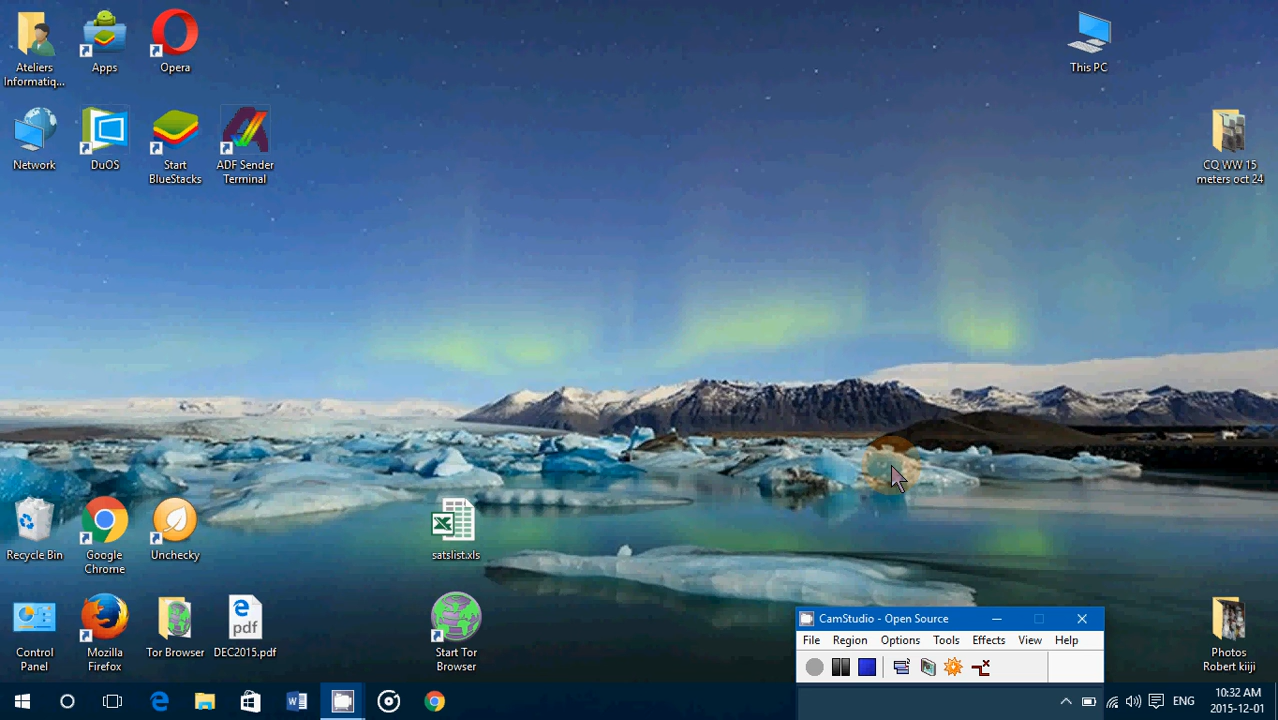 Ateliers
Informatiq...
Apps
Opera
This PC
Network
DuOS
Start
BlueStacks
ADF Sender
Terminal
CQ WW 15
meters oct 24
Recycle Bin
Google
Chrome
Unchecky
satslist.xls
Control
Panel
Mozilla
Firefox
Tor Browser
pdf
DEC2015.pdf
Start Tor
Browser
Photos
Robert kiiji
CamStudio - Open Source
File Region Options Tools Effects View Help
ENG
10:32 AM
2015-12-01